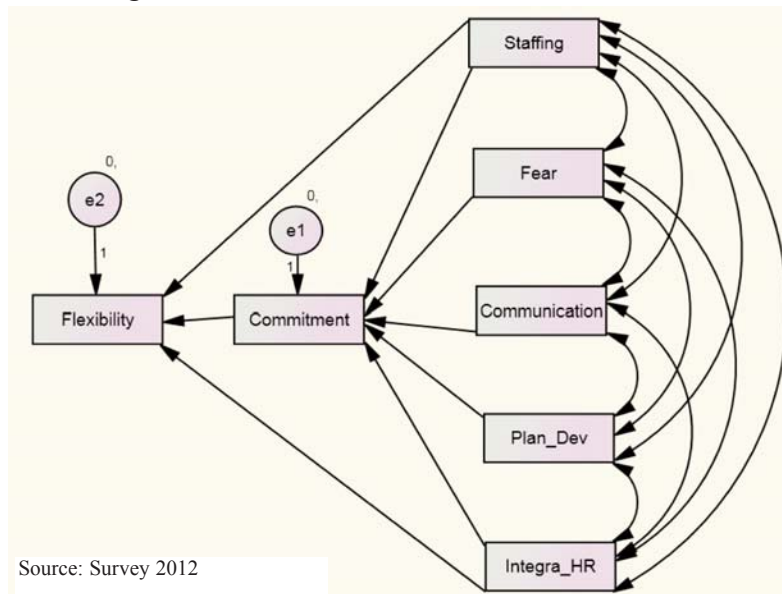 Staffing
0,
e2
Fear
0,
e1
1
1
Flexibility
Commitment
Communication
Plan_Dev
Integra_HR
Source: Survey 2012